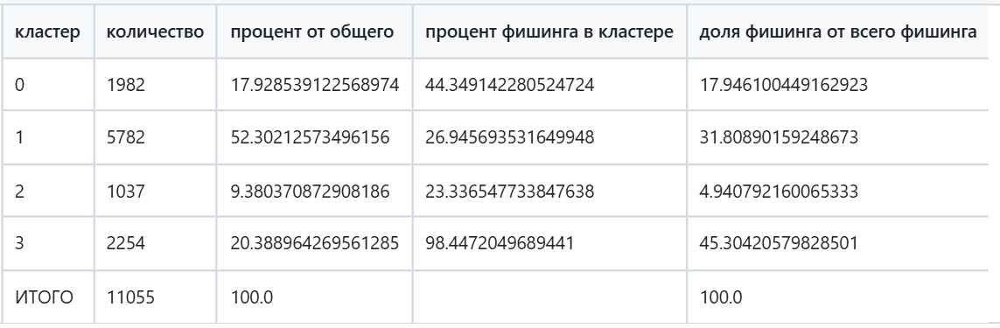 кластер количество процент от общего процент фишинга в кластере доля фишинга от всего фишинга
0 1982 17.928539122568974 44.349142280524724 17.946100449162923
1 5782 52.30212573496156 26.945693531649948 31.80890159248673
2 1037 9.380370872908186 23.336547733847638 4.940792160065333
3 2254 20.388964269561285 98.4472049689441 45.30420579828501
ИТОГО 11055 100.0 100.0